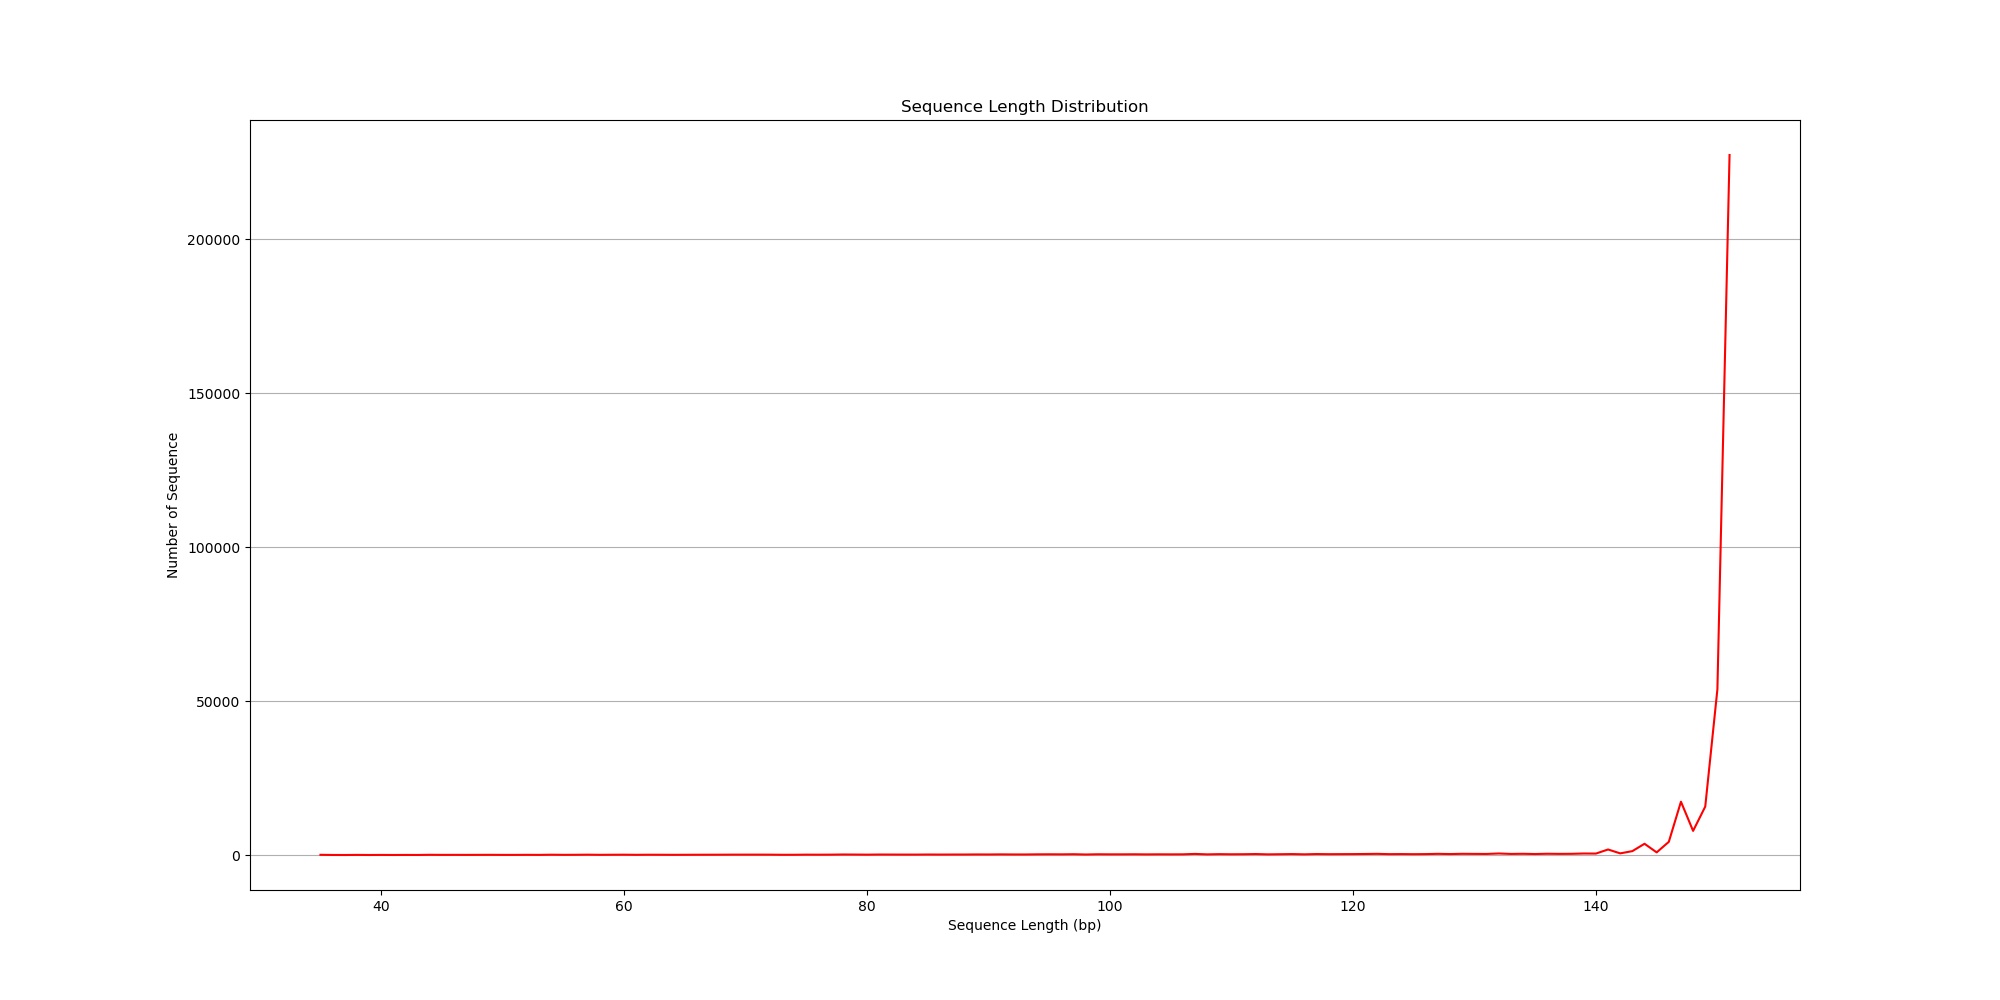 Sequence Length Distribution
200000
150000
100000
50000
0
Number of Sequence
40 60 80 100 120 140
Sequence Length (bp)